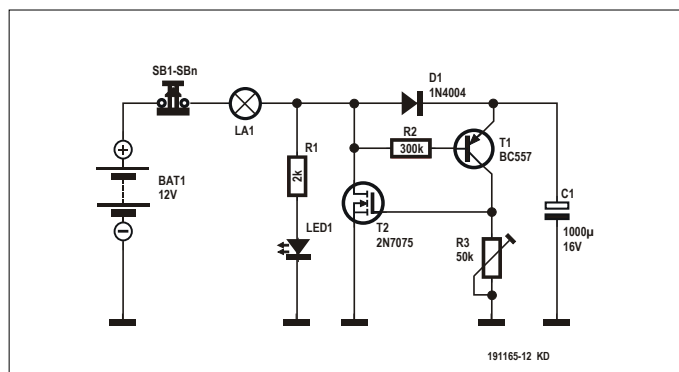 SB1-SBn
LA1
D1
1N4004
R2
300k
T1
BC557
R1
2k
BAT1
12V
LED1
T2
2N7075
R3
50k
C1
1000µ
16V
191165-12 KD